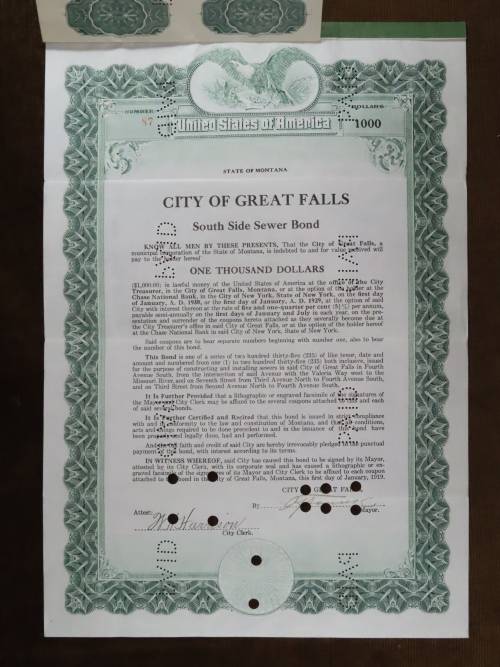 NUMBER
87
DOLLARS
1000
United States of America
STATE OF MONTANA
CITY OF GREAT FALLS
South Side Sewer Bond
KNOW ALL MEN BY THESE PRESENTS, That the City of Great Falls, a
municipal corporation of the State of Montana, is indebted to and for value received will
pay to the holder hereof
ONE THOUSAND DOLLARS
($1,000.00; in lawful money of the United States of America at the office of the City
Treasurer, in the City of Great Falls, Montana, or at the option of the holder at the
Chase National Bank, in the City of New York, State of New York, on the first day
of January, A. D. 1939, or the first day of January, A. D. 1929, at the option of said
City with interest thereon at the rate of five and one-quarter per cent (5¼%) per annum,
payable semi-annually on the first days of January and July in each year, on the pre-
sentation and surrender of the coupons hereto attached as they severally become due at
the City Treasurer's office in said City of Great Falls, or at the option of the holder hereof
at the Chase National Bank in said City of New York, State of New York.
Said coupons are to bear separate numbers beginning with number one, also to bear
the number of this bond.
This Bond is one of a series of two hundred thirty-five (235) of like tenor, date and
amount and numbered from one (1) to two hundred thirty-five (235) both inclusive, issued
for the purpose of constructing and installing sewers in said City of Great Falls in Fourth
Avenue South, from the intersection of said Avenue with the Valeria Way west to the
Missouri River, and on Seventh Street from Third Avenue North to Fourth Avenue South,
and on Third Street from Second Avenue North to Fourth Avenue South.
It Is Further Provided that a lithographic or engraved facsimile of the signatures of
the Mayor and City Clerk may be affixed to the several coupons attached to this and each
of said several bonds.
It Is Further Certified and Recited that this bond is issued in strict compliance
with and in conformity to the law and constitution of Montana, and that all conditions,
acts and things required to be done precedent to and in the issuance of this bond have
been properly and legally done, had and performed.
And the full faith and credit of said City are hereby irrevocably pledged to the punctual
payment of this bond, with interest according to its terms.
IN WITNESS WHEREOF, said City has caused this bond to be signed by its Mayor,
attested by its City Clerk, with its corporate seal and has caused a lithographic or en-
graved facsimile of the signatures of its Mayor and City Clerk to be affixed to each coupon
attached to this bond in the City of Great Falls, Montana, this first day of January, 1919.
CITY OF GREAT FALLS,
By
Mayor.
Attest:
W H Harrison
City Clerk.
PAID